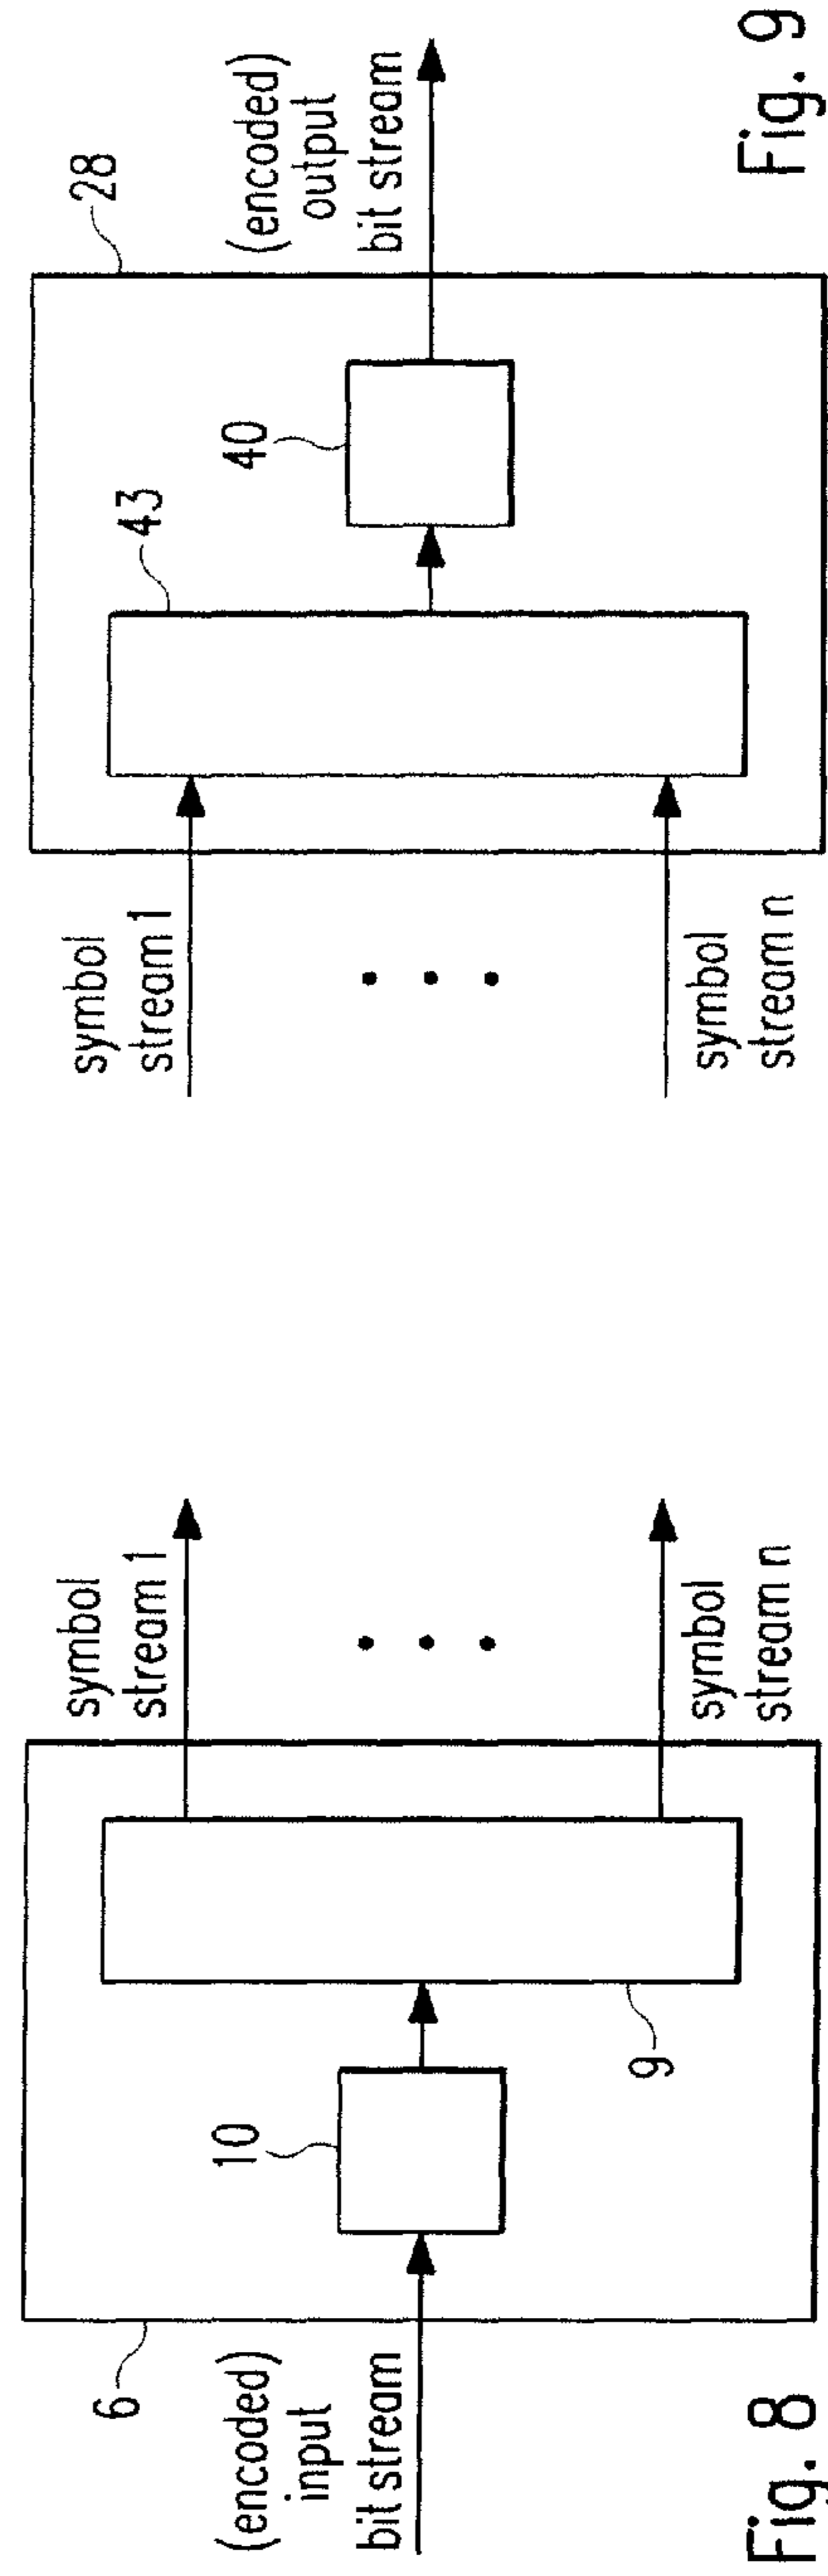 6
(encoded)
input
bit stream
10
9
symbol
stream 1
• • •
symbol
stream n
Fig. 8
symbol
stream 1
• • •
symbol
stream n
43
40
28
(encoded)
output
bit stream
Fig. 9